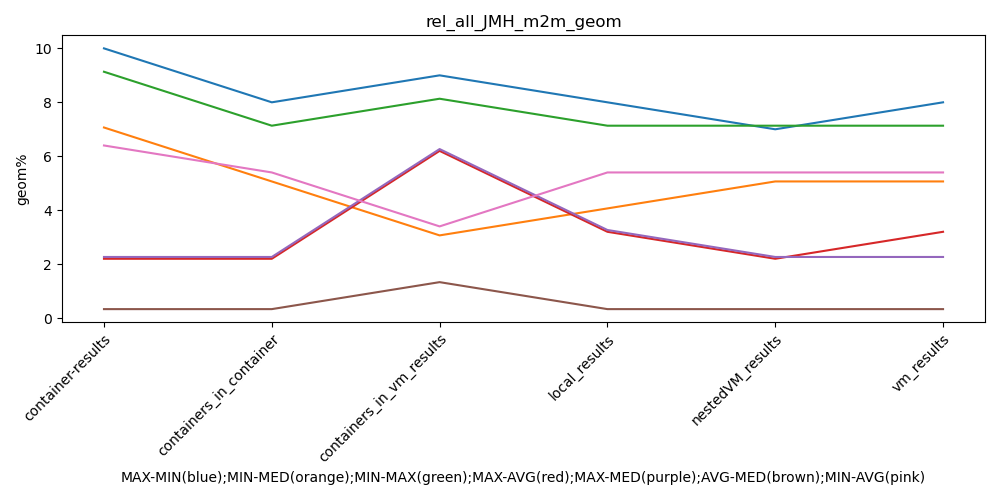 rel_all_JMH_m2m_geom
10
8
6
4
2
0
geom%
container-results
containers_in_container
containers_in_vm_results
local_results
nestedVM_results
vm_results
MAX-MIN(blue);MIN-MED(orange);MIN-MAX(green);MAX-AVG(red);MAX-MED(purple);AVG-MED(brown);MIN-AVG(pink)